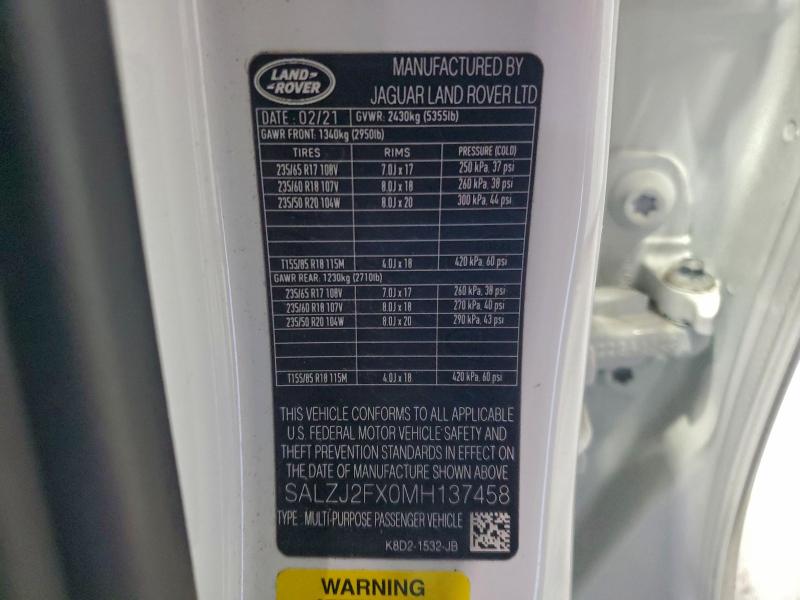 LAND ROVER
MANUFACTURED BY
JAGUAR LAND ROVER LTD
DATE : 02/21 GVWR: 2430kg (5355lb)
GAWR FRONT: 1340kg (2950lb)
TIRES RIMS PRESSURE (COLD)
235/65 R17 108V 7.0J x 17 250 kPa, 37 psi
235/60 R18 107V 8.0J x 18 260 kPa, 38 psi
235/50 R20 104W 8.0J x 20 300 kPa, 44 psi
T155/85 R18 115M 4.0J x 18 420 kPa, 60 psi
GAWR REAR: 1230kg (2710lb)
235/65 R17 108V 7.0J x 17 260 kPa, 38 psi
235/60 R18 107V 8.0J x 18 270 kPa, 40 psi
235/50 R20 104W 8.0J x 20 290 kPa, 43 psi
T155/85 R18 115M 4.0J x 18 420 kPa, 60 psi
THIS VEHICLE CONFORMS TO ALL APPLICABLE
U.S. FEDERAL MOTOR VEHICLE SAFETY AND
THEFT PREVENTION STANDARDS IN EFFECT ON
THE DATE OF MANUFACTURE SHOWN ABOVE
SALZJ2FX0MH137458
TYPE : MULTI-PURPOSE PASSENGER VEHICLE
K8D2-1532-JB
WARNING